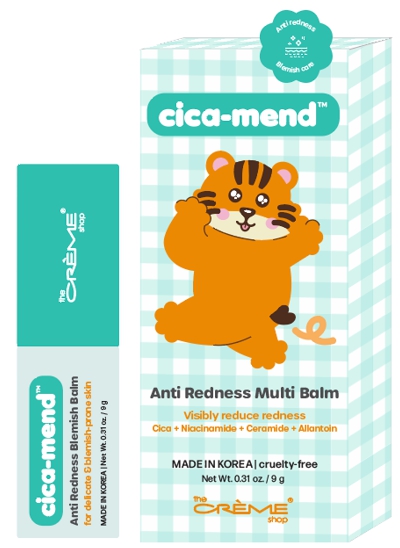 Anti redness
Blemish care
cica-mend™
Anti Redness Multi Balm
Visibly reduce redness
Cica + Niacinamide + Ceramide + Allantoin
MADE IN KOREA | cruelty-free
Net Wt. 0.31 oz. / 9 g
the
CRÈME®
shop
the
CRÈME®
shop
cica-mend™
Anti Redness Blemish Balm
for delicate & blemish-prone skin
MADE IN KOREA | Net Wt. 0.31 oz. / 9 g